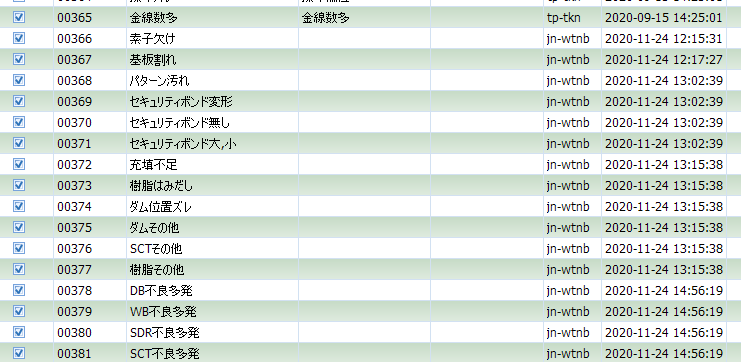 00365 金線数多 金線数多 tp-tkn 2020-09-15 14:25:01
00366 素子欠け jn-wtnb 2020-11-24 12:15:31
00367 基板割れ jn-wtnb 2020-11-24 12:17:27
00368 パターン汚れ jn-wtnb 2020-11-24 13:02:39
00369 セキュリティボンド変形 jn-wtnb 2020-11-24 13:02:39
00370 セキュリティボンド無し jn-wtnb 2020-11-24 13:02:39
00371 セキュリティボンド大,小 jn-wtnb 2020-11-24 13:02:39
00372 充填不足 jn-wtnb 2020-11-24 13:15:38
00373 樹脂はみだし jn-wtnb 2020-11-24 13:15:38
00374 ダム位置ズレ jn-wtnb 2020-11-24 13:15:38
00375 ダムその他 jn-wtnb 2020-11-24 13:15:38
00376 SCTその他 jn-wtnb 2020-11-24 13:15:38
00377 樹脂その他 jn-wtnb 2020-11-24 13:15:38
00378 DB不良多発 jn-wtnb 2020-11-24 14:56:19
00379 WB不良多発 jn-wtnb 2020-11-24 14:56:19
00380 SDR不良多発 jn-wtnb 2020-11-24 14:56:19
00381 SCT不良多発 jn-wtnb 2020-11-24 14:56:19